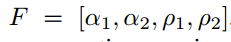 F = [α₁, α₂, ρ₁, ρ₂].